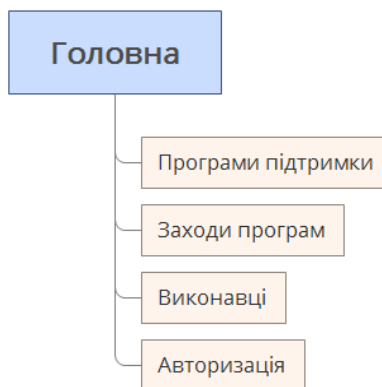 Головна
Програми підтримки
Заходи програм
Виконавці
Авторизація